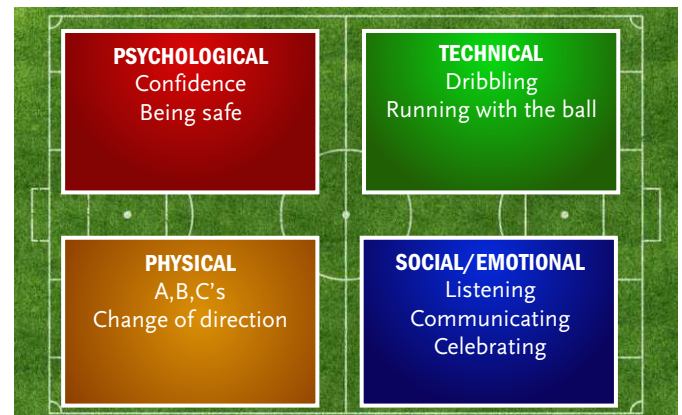 PSYCHOLOGICAL
Confidence
Being safe
TECHNICAL
Dribbling
Running with the ball
PHYSICAL
A,B,C’s
Change of direction
SOCIAL/EMOTIONAL
Listening
Communicating
Celebrating